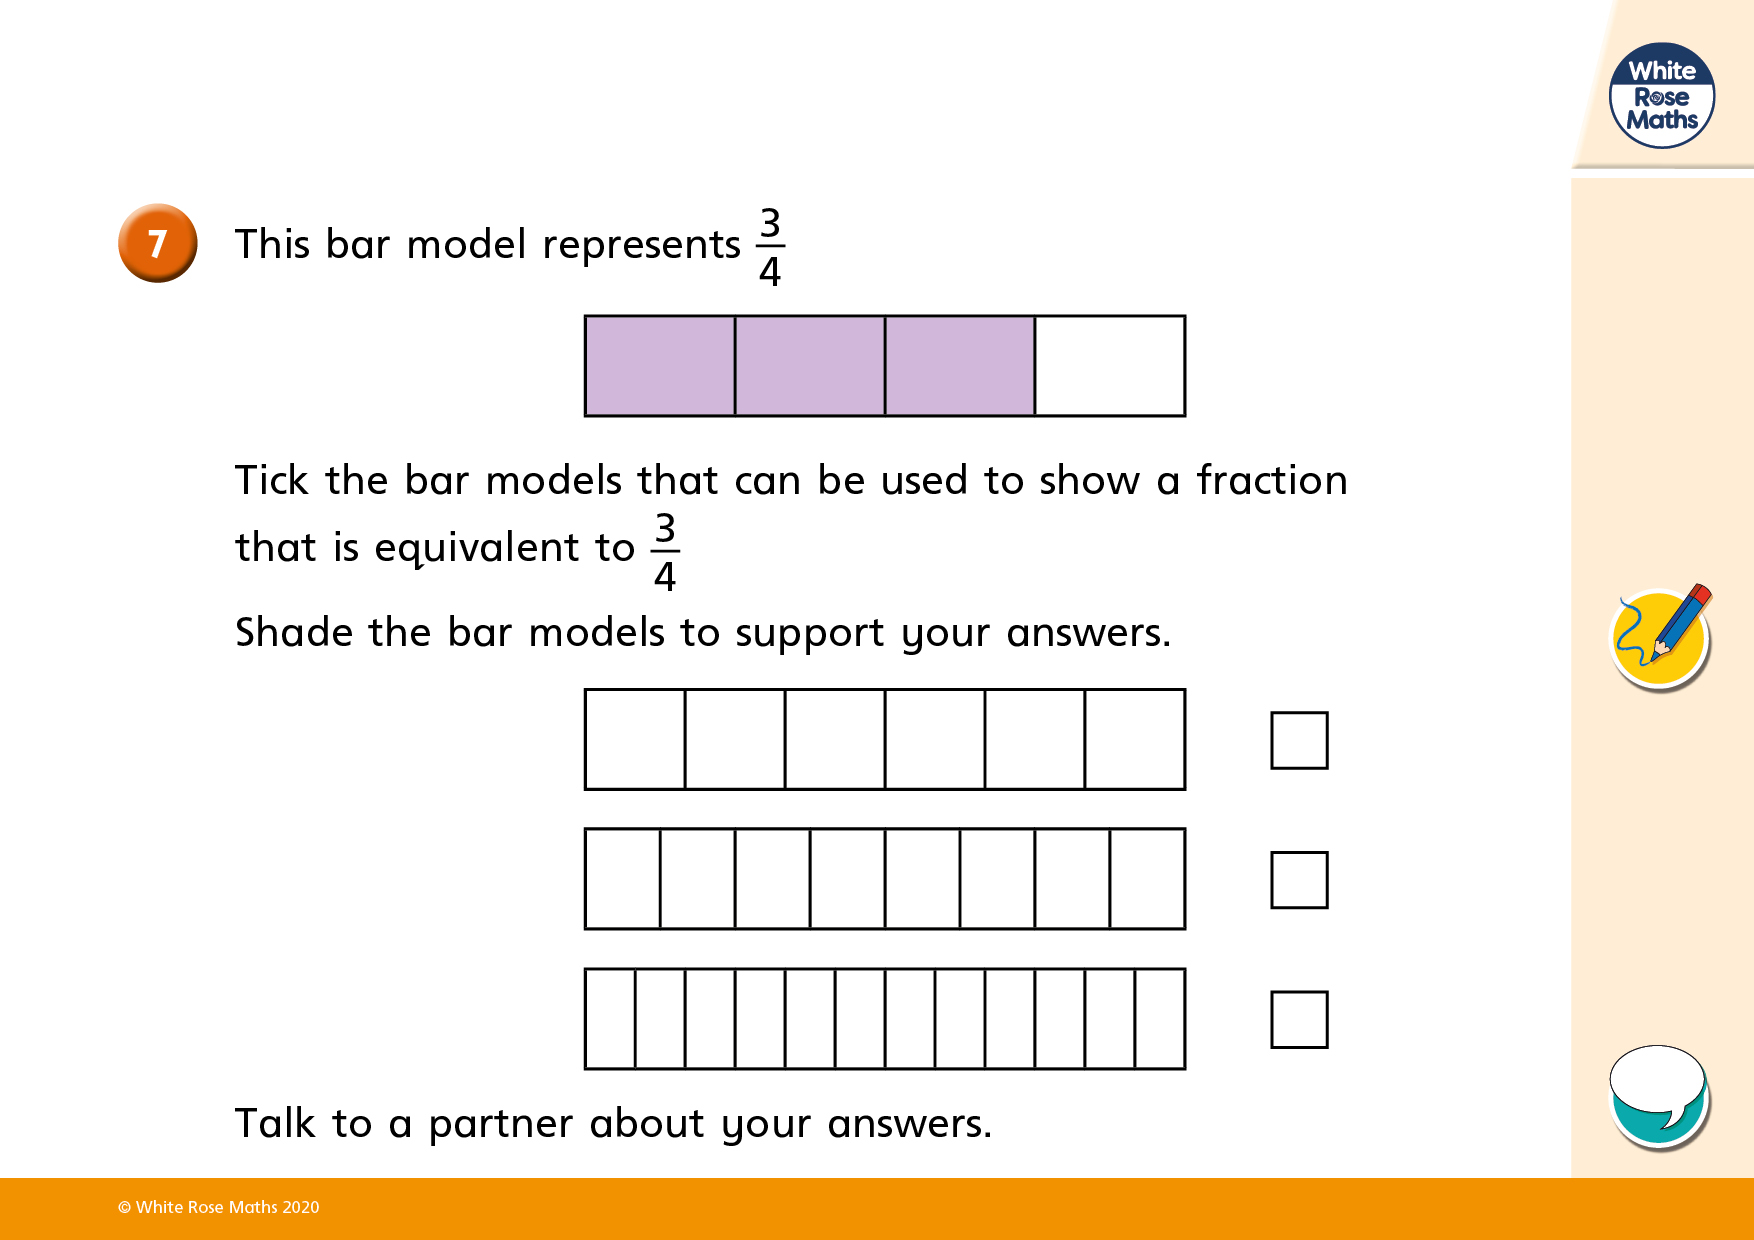 White
Rose
Maths
7 This bar model represents 3/4
Tick the bar models that can be used to show a fraction
that is equivalent to 3/4
Shade the bar models to support your answers.
Talk to a partner about your answers.
© White Rose Maths 2020